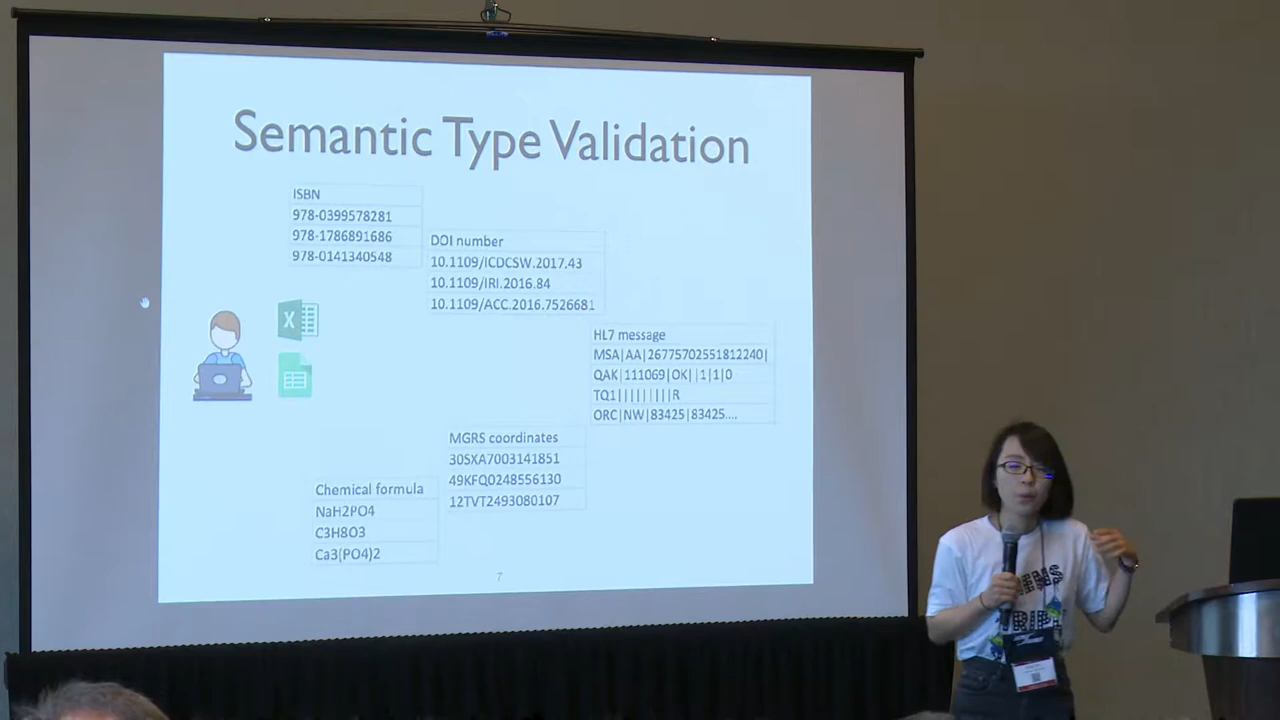 Semantic Type Validation
ISBN
978-0399578281
978-1786891686
978-0141340548
DOI number
10.1109/ICDCSW.2017.43
10.1109/IRI.2016.84
10.1109/ACC.2016.7526681
HL7 message
MSA|AA|26775702551812240|
QAK|111069|OK||1|1|0
TQ1|||||||||R
ORC|NW|83425|83425....
X
MGRS coordinates
30SXA7003141851
49KFQ0248556130
12TVT2493080107
Chemical formula
NaH2PO4
C3H8O3
Ca3(PO4)2
7